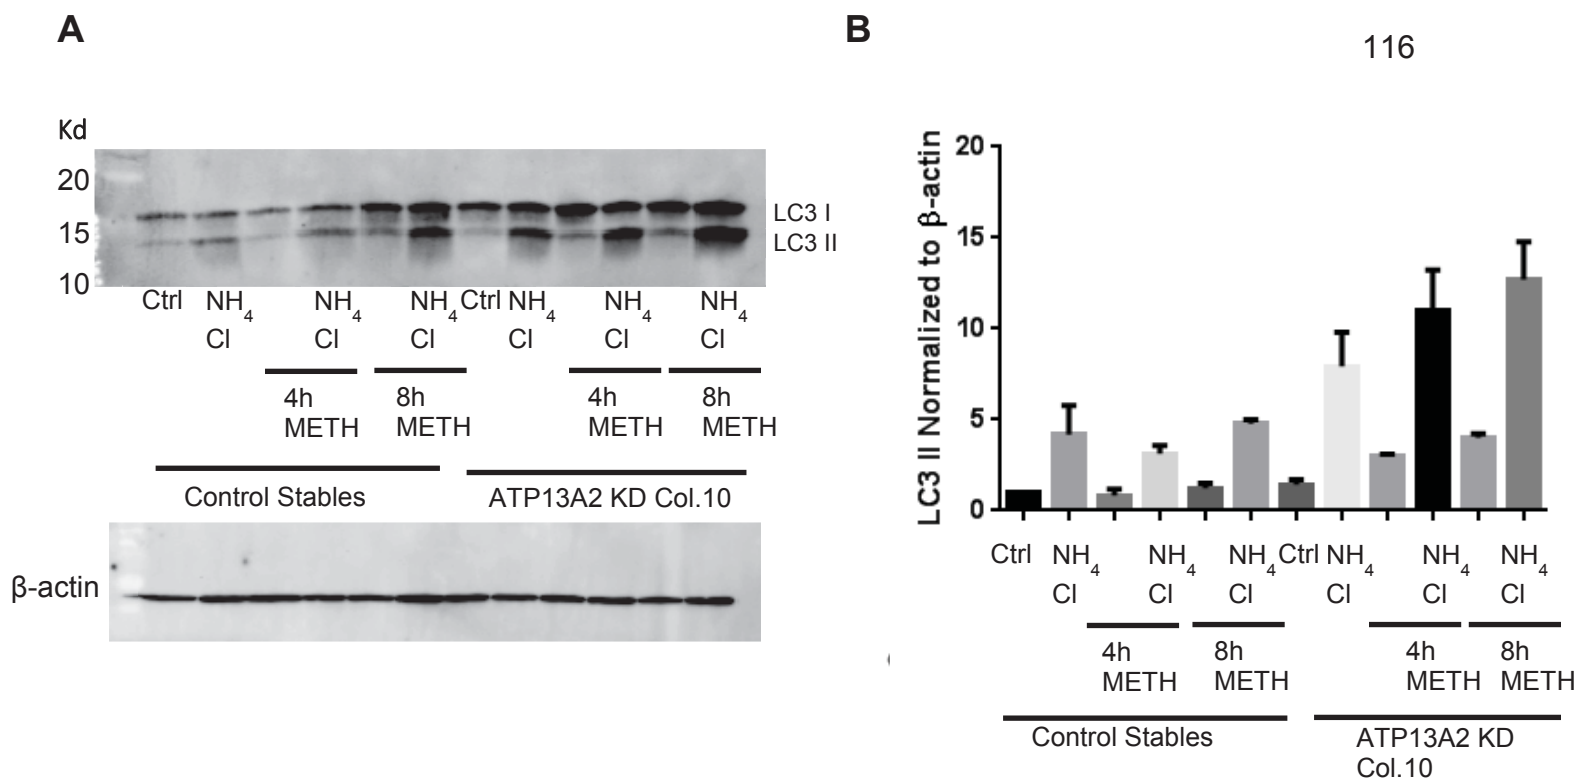 A
B
116
Kd
20
15
10
LC3 I
LC3 II
Ctrl NH4 NH4 NH4 Ctrl NH4 NH4 NH4
Cl Cl Cl Cl Cl Cl
4h 8h 4h 8h
METH METH METH METH
Control Stables ATP13A2 KD Col.10
β-actin
LC3 II Normalized to β-actin
20
15
10
5
0
Ctrl NH4 NH4 NH4 Ctrl NH4 NH4 NH4
Cl Cl Cl Cl Cl Cl
4h 8h 4h 8h
METH METH METH METH
Control Stables ATP13A2 KD
Col.10